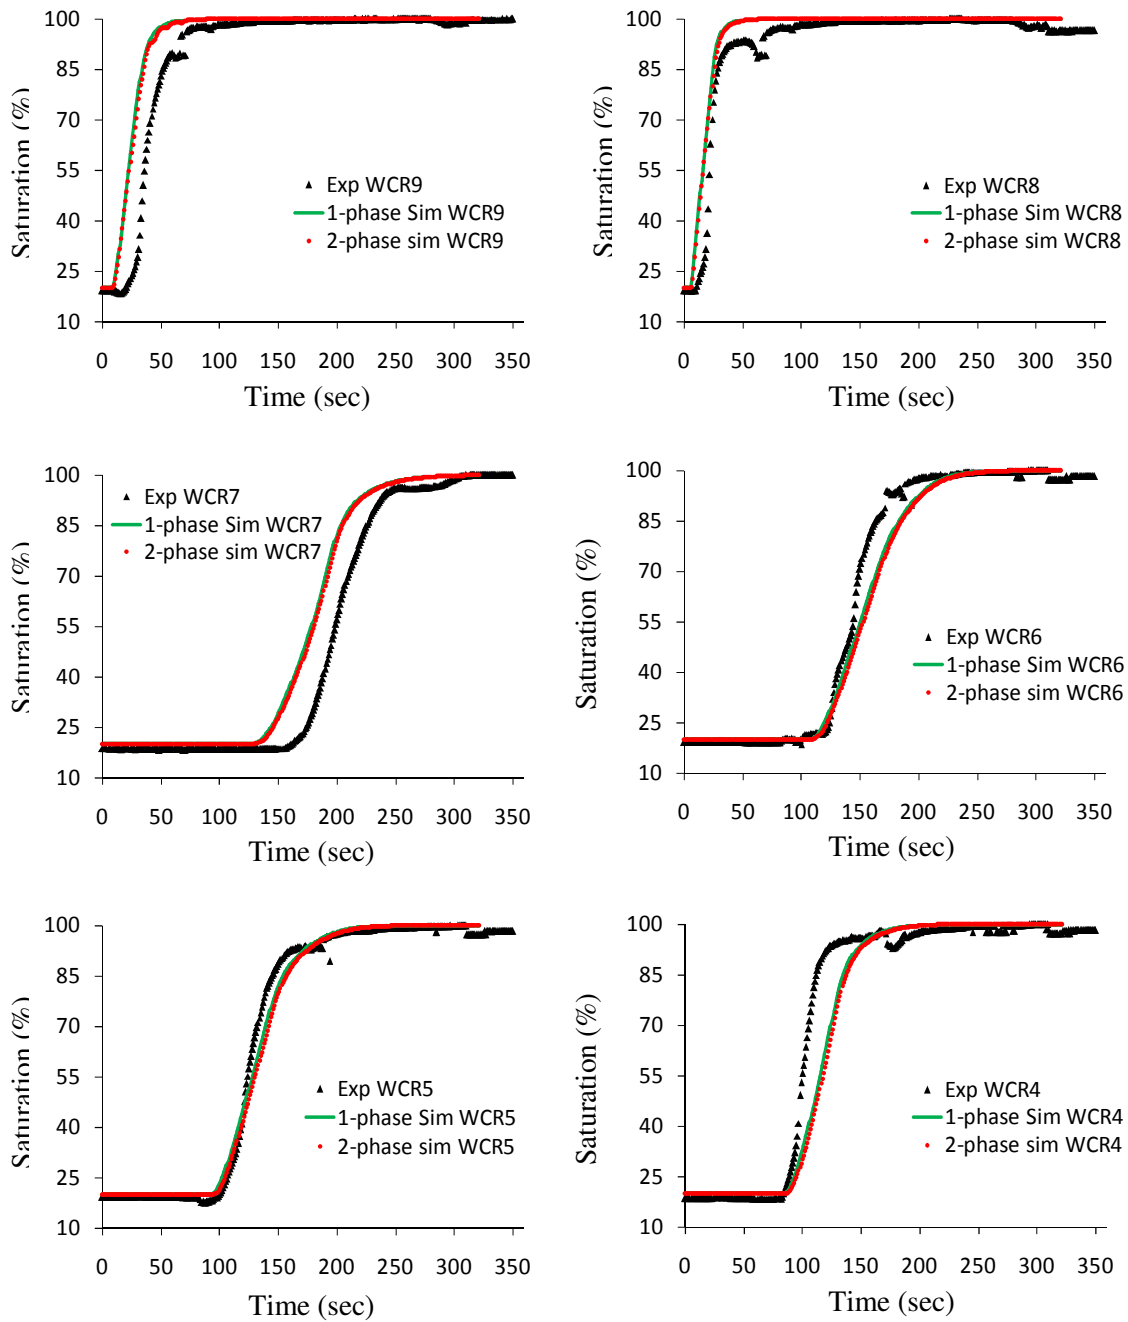 100
85
70
55
40
25
10
Saturation (%)
Exp WCR9
1-phase Sim WCR9
2-phase sim WCR9
0 50 100 150 200 250 300 350
Time (sec)
100
85
70
55
40
25
10
Saturation (%)
Exp WCR8
1-phase Sim WCR8
2-phase sim WCR8
0 50 100 150 200 250 300 350
Time (sec)
100
85
70
55
40
25
10
Saturation (%)
Exp WCR7
1-phase Sim WCR7
2-phase sim WCR7
0 50 100 150 200 250 300 350
Time (sec)
100
85
70
55
40
25
10
Saturation (%)
Exp WCR6
1-phase Sim WCR6
2-phase sim WCR6
0 50 100 150 200 250 300 350
Time (sec)
100
85
70
55
40
25
10
Saturation (%)
Exp WCR5
1-phase Sim WCR5
2-phase sim WCR5
0 50 100 150 200 250 300 350
Time (sec)
100
85
70
55
40
25
10
Saturation (%)
Exp WCR4
1-phase Sim WCR4
2-phase sim WCR4
0 50 100 150 200 250 300 350
Time (sec)